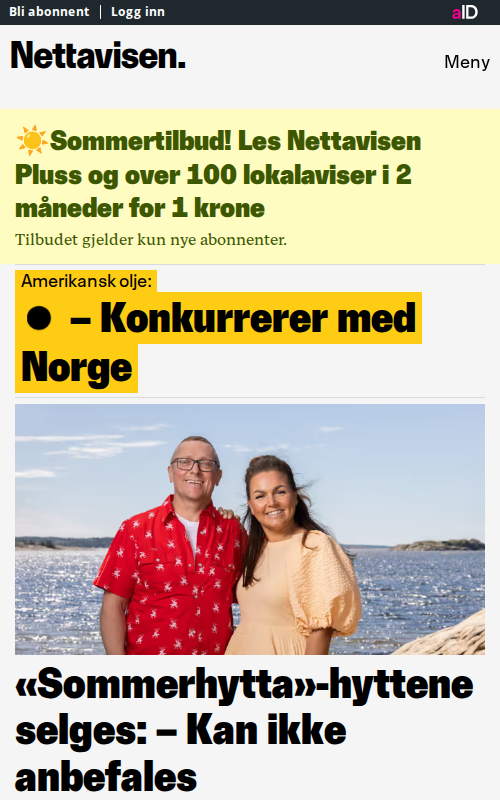 Bli abonnent | Logg inn
aID
Nettavisen.
Meny
☀️Sommertilbud! Les Nettavisen
Pluss og over 100 lokalaviser i 2
måneder for 1 krone
Tilbudet gjelder kun nye abonnenter.
Amerikansk olje:
● – Konkurrerer med
Norge
«Sommerhytta»-hyttene
selges: – Kan ikke
anbefales